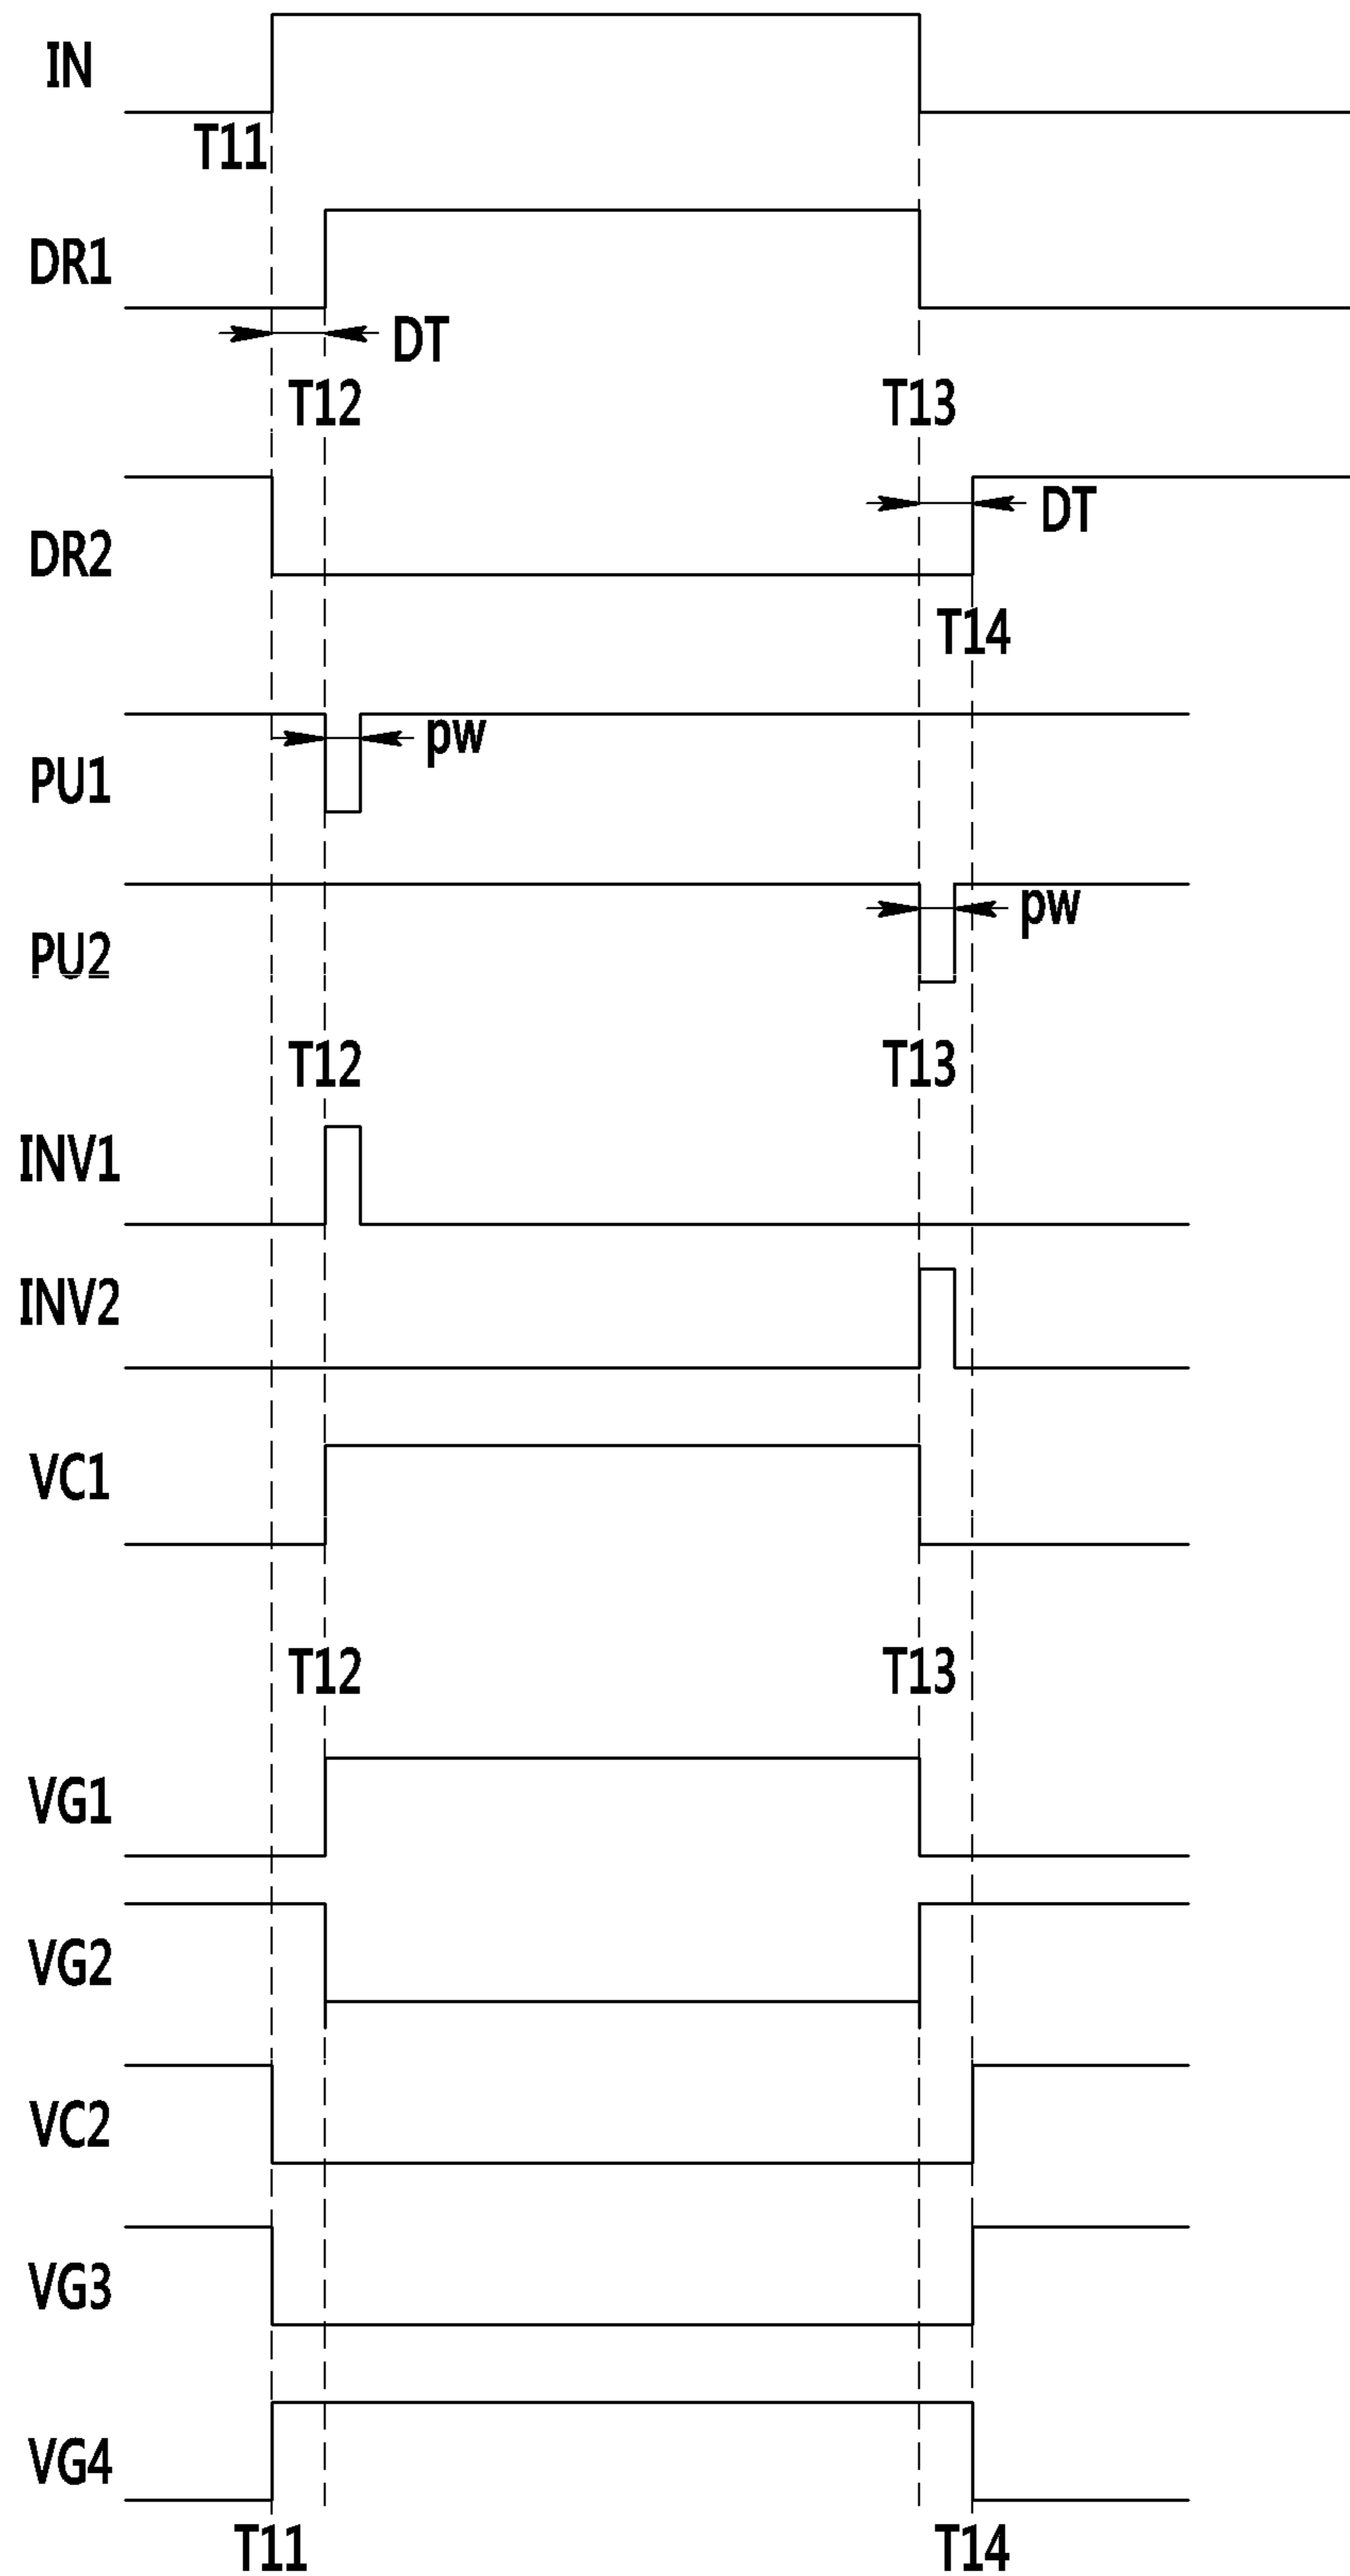 IN
T11
DR1
DT
T12 T13
DR2
DT
T14
PU1
pw
PU2
pw
T12 T13
INV1
INV2
VC1
T12 T13
VG1
VG2
VC2
VG3
VG4
T11 T14